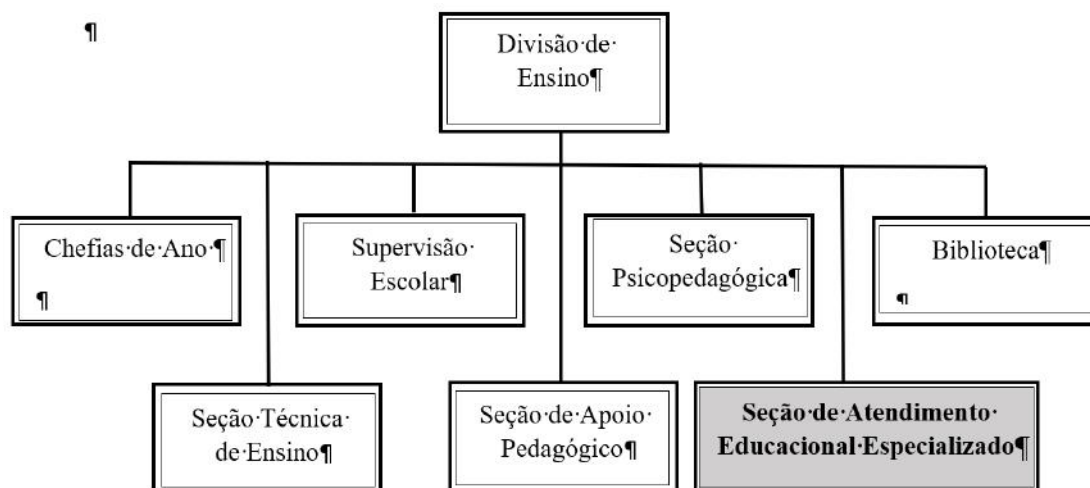 ¶
Divisão·de·
Ensino¶
Chefias·de·Ano·¶
¶
Supervisão·
Escolar¶
Seção·
Psicopedagógica¶
Biblioteca¶
¶
Seção·Técnica·
de·Ensino¶
Seção·de·Apoio·
Pedagógico¶
Seção·de·Atendimento·
Educacional·Especializado¶